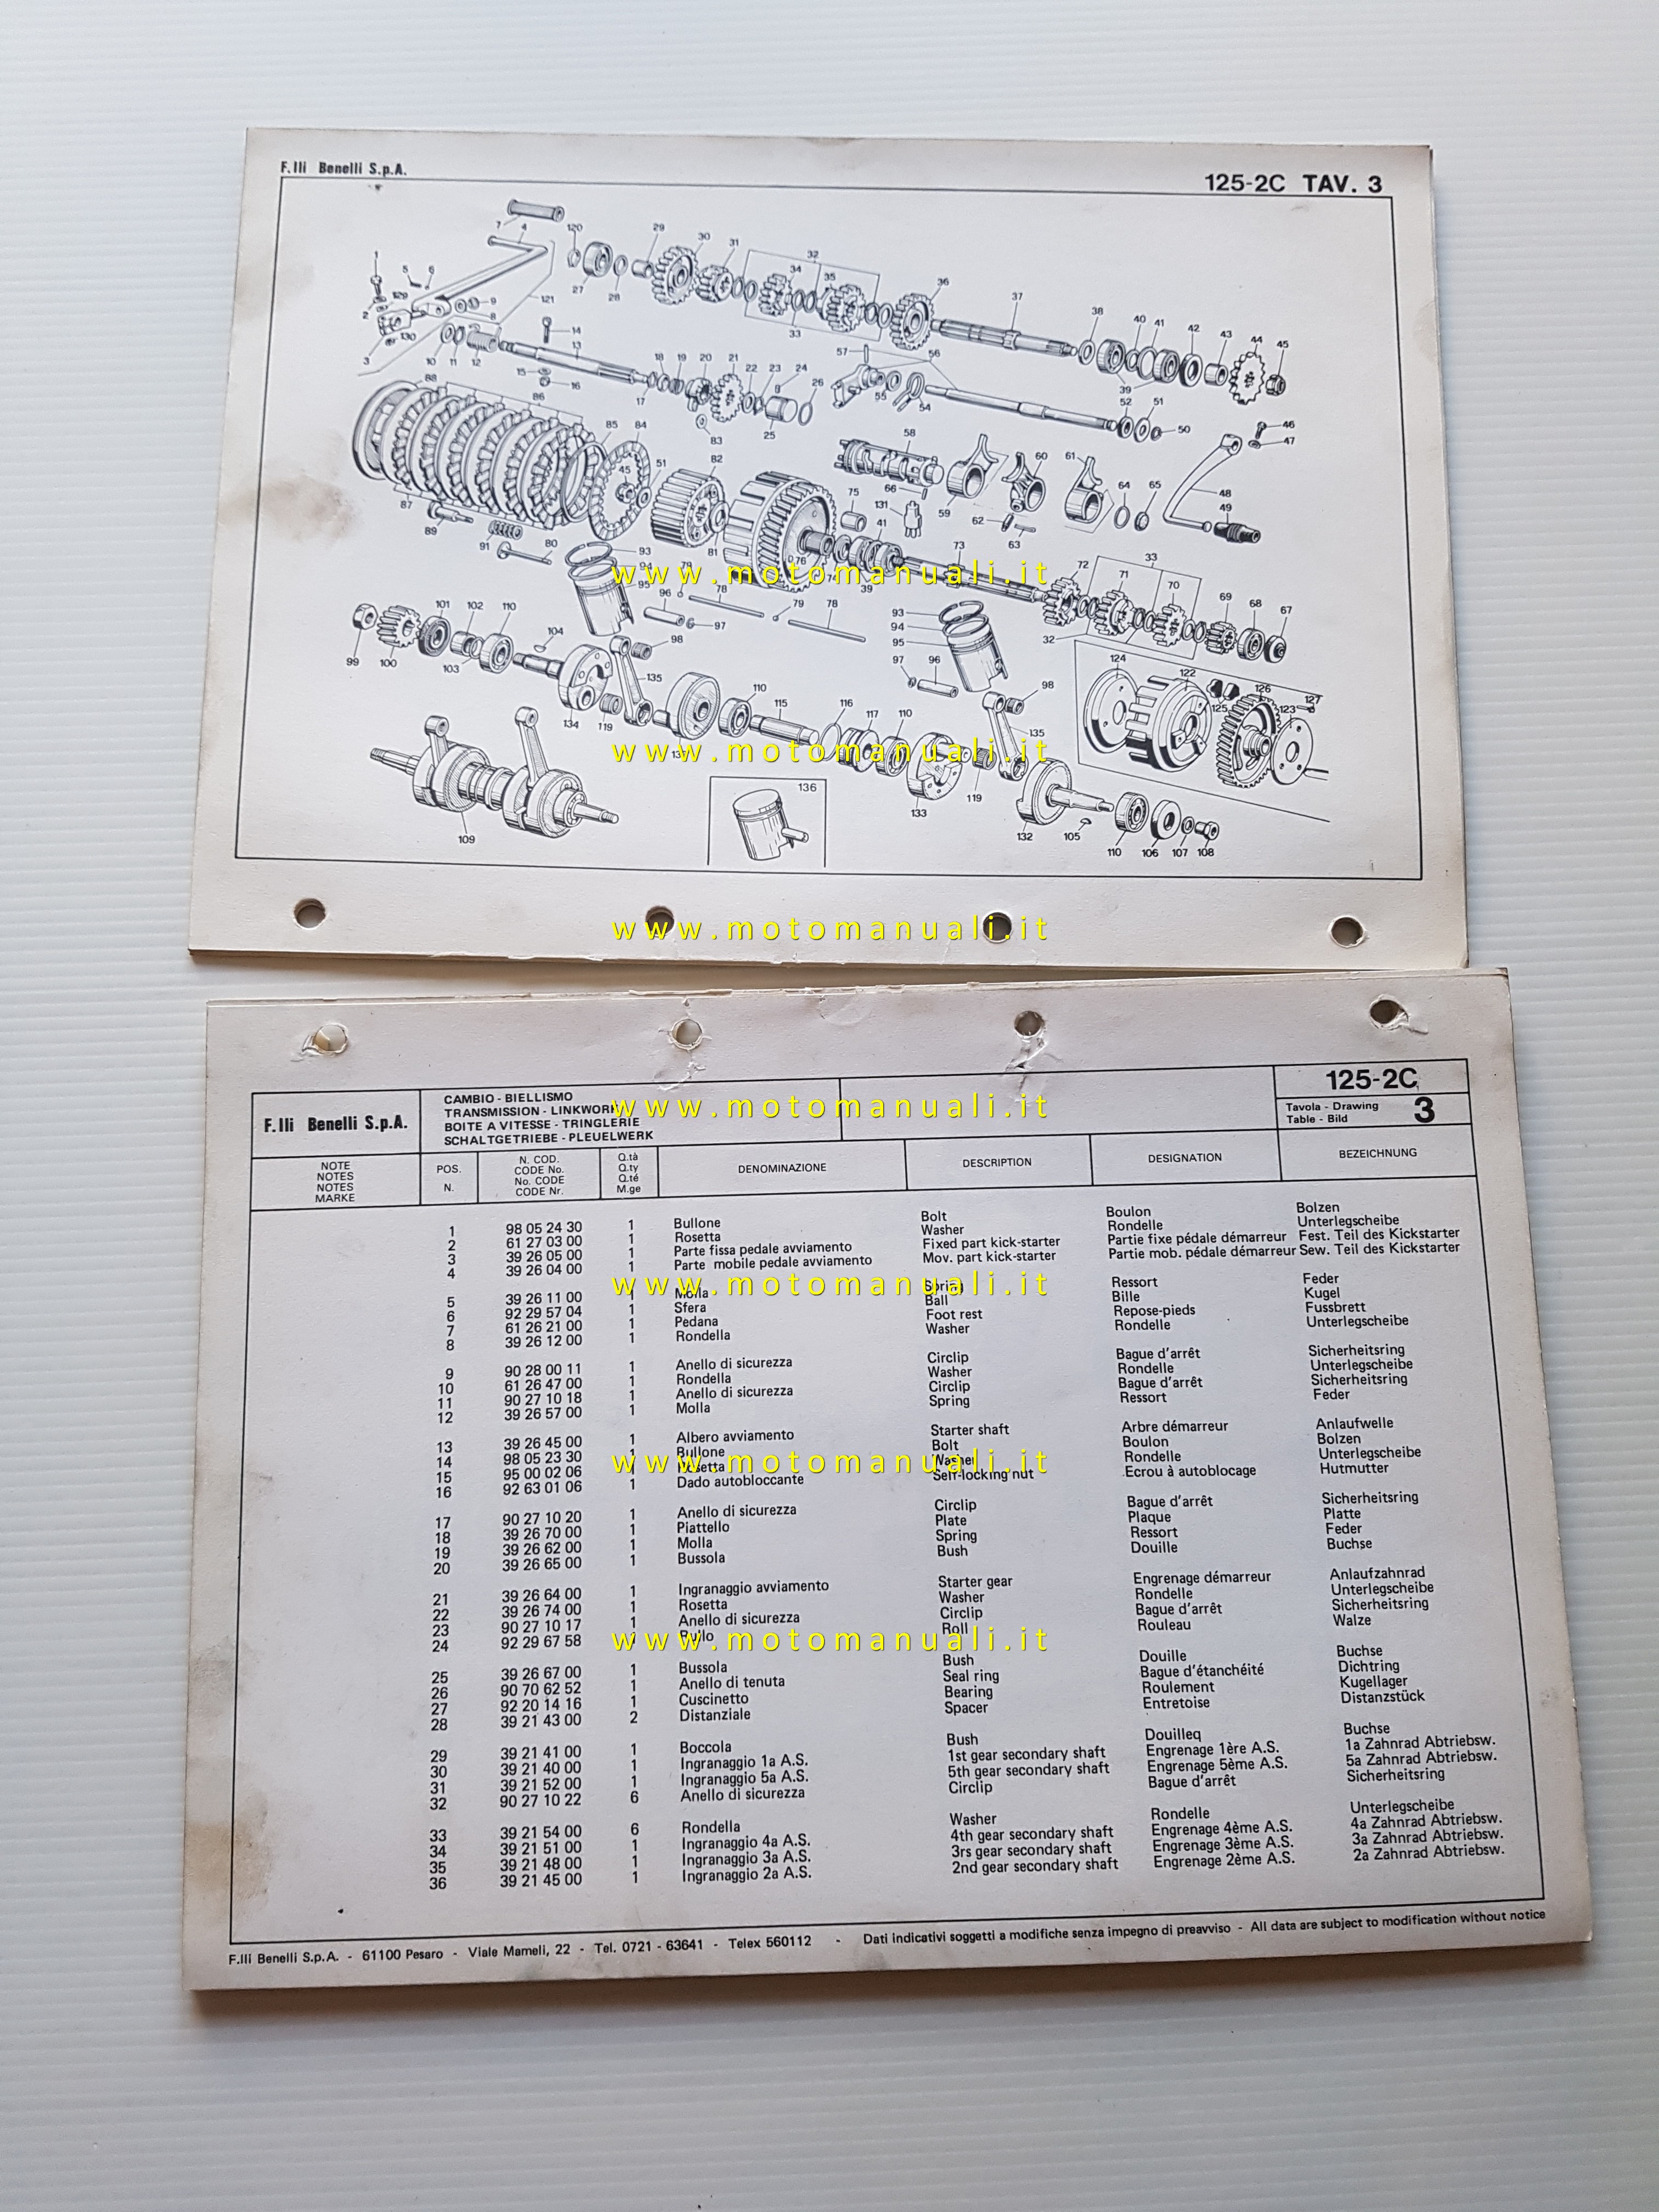 F.lli Benelli S.p.A.
125-2C TAV. 3
www.motomanuali.it
www.motomanuali.it
www.motomanuali.it
F.lli Benelli S.p.A.
CAMBIO - BIELLISMO
TRANSMISSION - LINKWORK
BOITE A VITESSE - TRINGLERIE
SCHALTGETRIEBE - PLEUELWERK
125-2C
Tavola - Drawing
Table - Bild
3
www.motomanuali.it
NOTE
NOTES
NOTES
MARKE
POS.
N.
N. COD.
CODE No.
No. CODE
CODE Nr.
Q.tà
Q.ty
Q.té
M.ge
DENOMINAZIONE
DESCRIPTION
DESIGNATION
BEZEICHNUNG
1 98 05 24 30 1 Bullone Bolt Boulon Bolzen
2 61 27 03 00 1 Rosetta Washer Rondelle Unterlegscheibe
3 39 26 05 00 1 Parte fissa pedale avviamento Fixed part kick-starter Partie fixe pédale démarreur Fest. Teil des Kickstarter
4 39 26 04 00 1 Parte mobile pedale avviamento Mov. part kick-starter Partie mob. pédale démarreur Sew. Teil des Kickstarter
www.motomanuali.it
5 39 26 11 00 1 Molla Spring Ressort Feder
6 92 29 57 04 1 Sfera Ball Bille Kugel
7 61 26 21 00 1 Pedana Foot rest Repose-pieds Fussbrett
8 39 26 12 00 1 Rondella Washer Rondelle Unterlegscheibe
9 90 28 00 11 1 Anello di sicurezza Circlip Bague d'arrêt Sicherheitsring
10 61 26 47 00 1 Rondella Washer Rondelle Unterlegscheibe
11 90 27 10 18 1 Anello di sicurezza Circlip Bague d'arrêt Sicherheitsring
12 39 26 57 00 1 Molla Spring Ressort Feder
13 39 26 45 00 1 Albero avviamento Starter shaft Arbre démarreur Anlaufwelle
14 98 05 23 30 1 Bullone Bolt Boulon Bolzen
15 95 00 02 06 1 Rosetta Washer Rondelle Unterlegscheibe
16 92 63 01 06 1 Dado autobloccante Self-locking nut Ecrou à autoblocage Hutmutter
www.motomanuali.it
17 90 27 10 20 1 Anello di sicurezza Circlip Bague d'arrêt Sicherheitsring
18 39 26 70 00 1 Piattello Plate Plaque Platte
19 39 26 62 00 1 Molla Spring Ressort Feder
20 39 26 65 00 1 Bussola Bush Douille Buchse
21 39 26 64 00 1 Ingranaggio avviamento Starter gear Engrenage démarreur Anlaufzahnrad
22 39 26 74 00 1 Rosetta Washer Rondelle Unterlegscheibe
23 90 27 10 17 1 Anello di sicurezza Circlip Bague d'arrêt Sicherheitsring
24 92 29 67 58 1 Rullo Roll Rouleau Walze
www.motomanuali.it
25 39 26 67 00 1 Bussola Bush Douille Buchse
26 90 70 62 52 1 Anello di tenuta Seal ring Bague d'étanchéité Dichtring
27 92 20 14 16 1 Cuscinetto Bearing Roulement Kugellager
28 39 21 43 00 2 Distanziale Spacer Entretoise Distanzstück
29 39 21 41 00 1 Boccola Bush Douilleq Buchse
30 39 21 40 00 1 Ingranaggio 1a A.S. 1st gear secondary shaft Engrenage 1ère A.S. 1a Zahnrad Abtriebsw.
31 39 21 52 00 1 Ingranaggio 5a A.S. 5th gear secondary shaft Engrenage 5ème A.S. 5a Zahnrad Abtriebsw.
32 90 27 10 22 6 Anello di sicurezza Circlip Bague d'arrêt Sicherheitsring
33 39 21 54 00 6 Rondella Washer Rondelle Unterlegscheibe
34 39 21 51 00 1 Ingranaggio 4a A.S. 4th gear secondary shaft Engrenage 4ème A.S. 4a Zahnrad Abtriebsw.
35 39 21 48 00 1 Ingranaggio 3a A.S. 3rs gear secondary shaft Engrenage 3ème A.S. 3a Zahnrad Abtriebsw.
36 39 21 45 00 1 Ingranaggio 2a A.S. 2nd gear secondary shaft Engrenage 2ème A.S. 2a Zahnrad Abtriebsw.
F.lli Benelli S.p.A. - 61100 Pesaro - Viale Mameli, 22 - Tel. 0721 - 63641 - Telex 560112 - Dati indicativi soggetti a modifiche senza impegno di preavviso - All data are subject to modification without notice